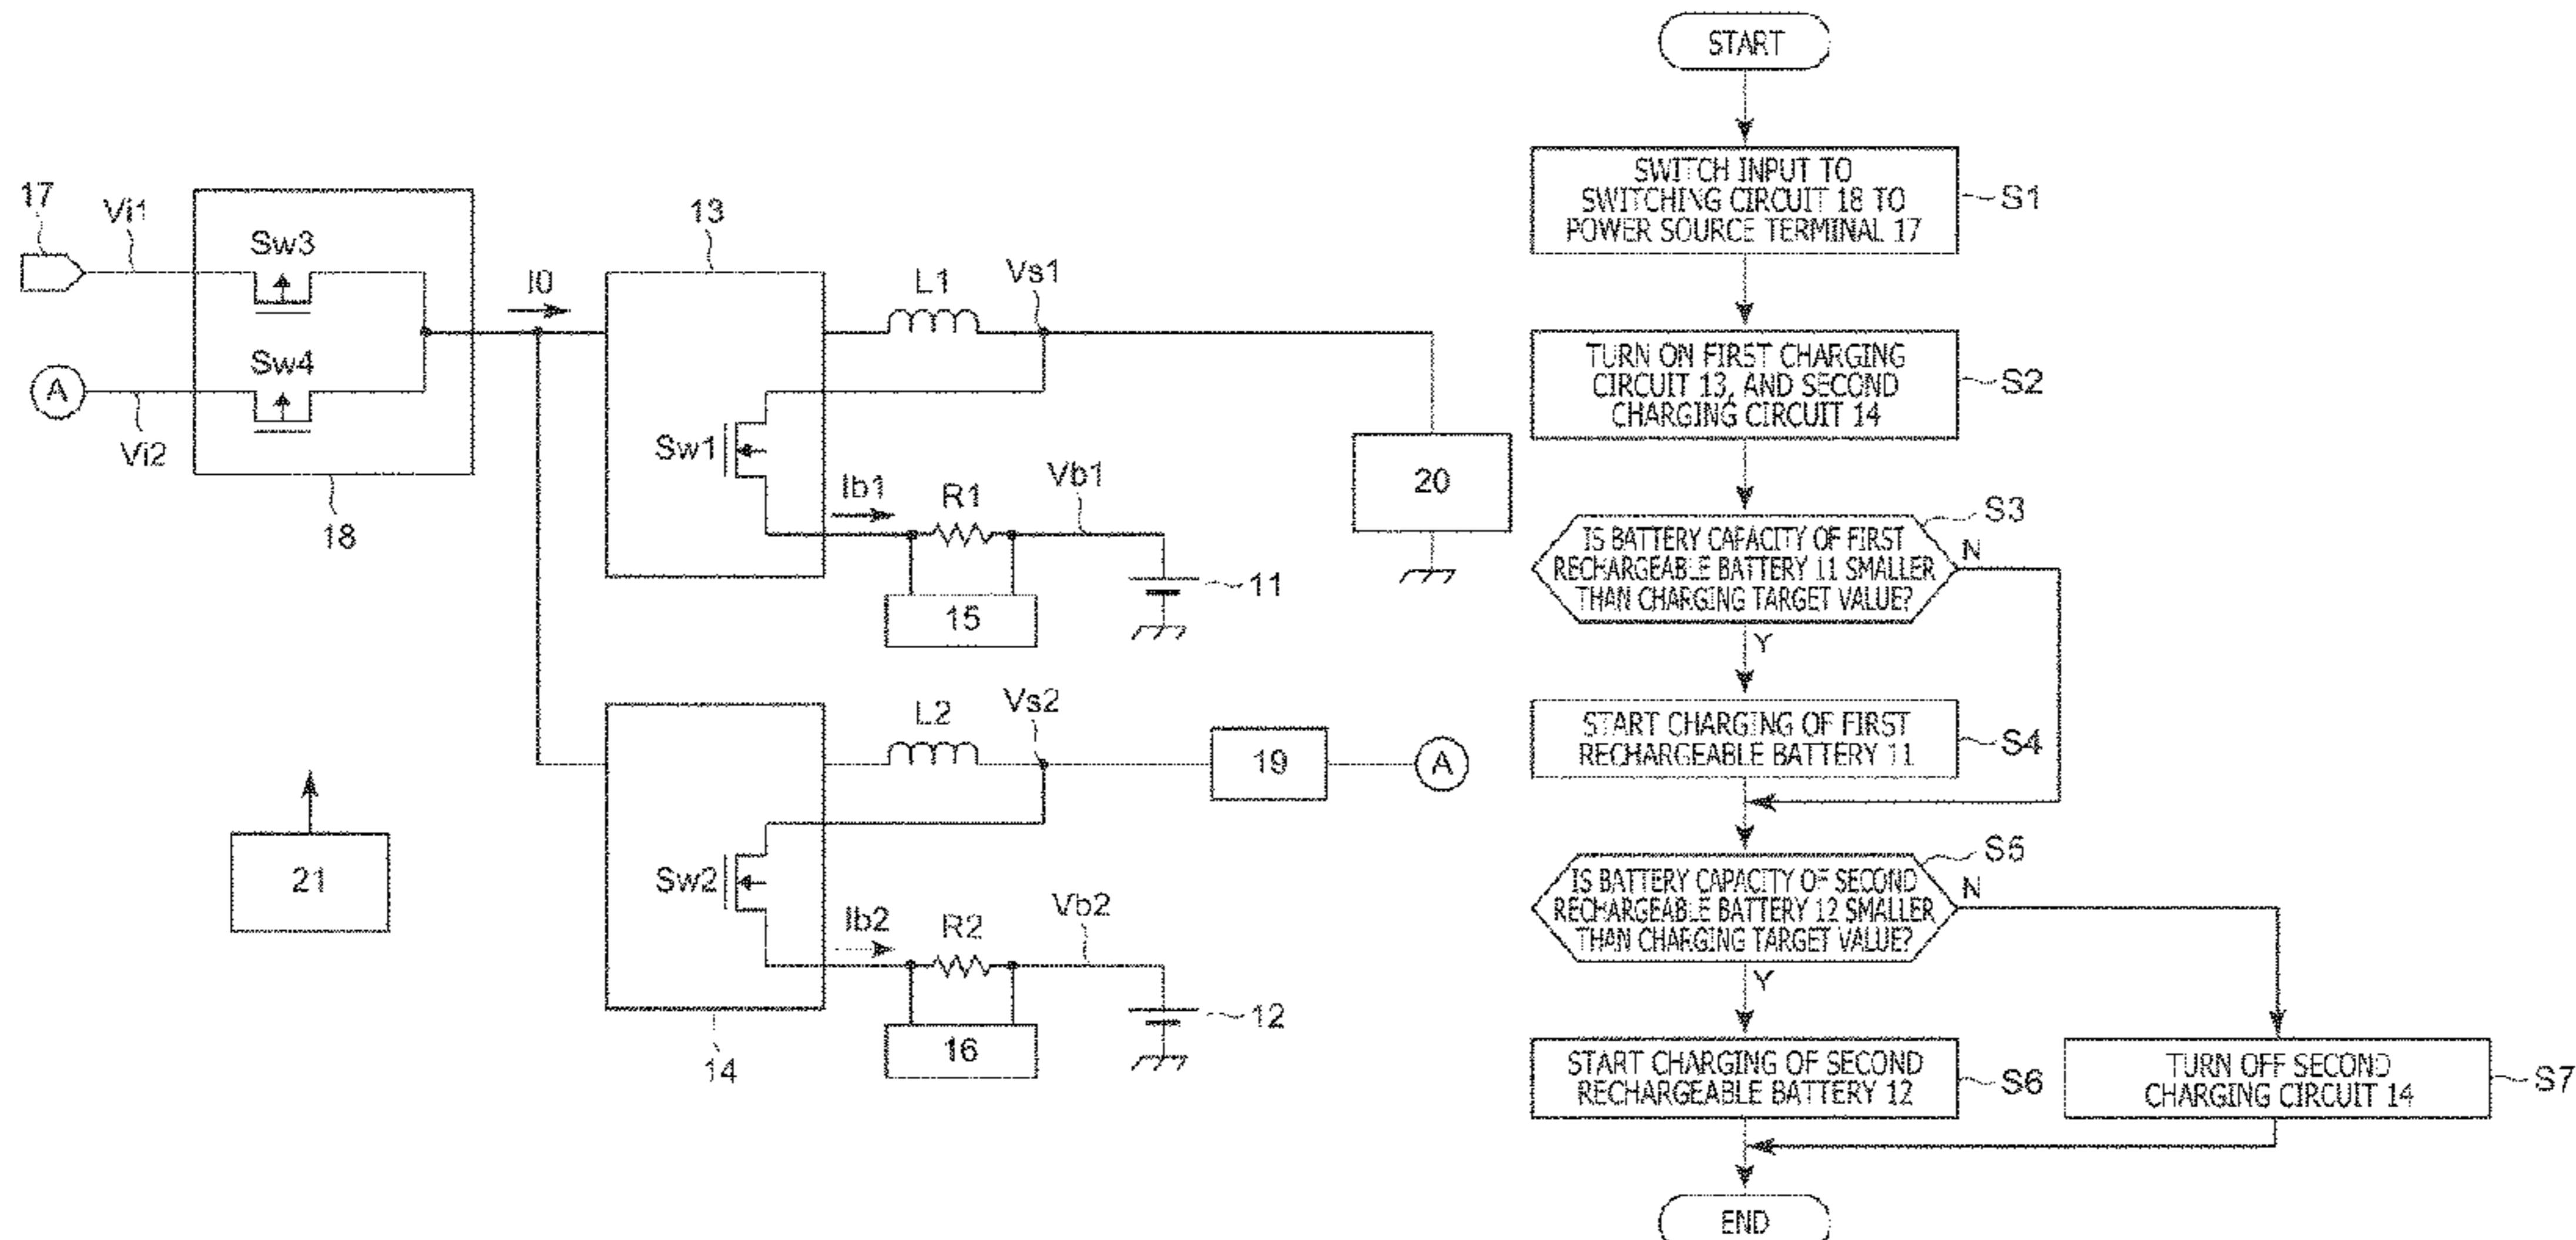 17
Vi1
Sw3
A
Sw4
Vi2
18
I0
13
L1
Vs1
Sw1
Ib1
R1
Vb1
15
11
20
21
L2
Vs2
19
A
Sw2
Ib2
R2
Vb2
16
12
14
START
SWITCH INPUT TO
SWITCHING CIRCUIT 18 TO
POWER SOURCE TERMINAL 17
S1
TURN ON FIRST CHARGING
CIRCUIT 13, AND SECOND
CHARGING CIRCUIT 14
S2
IS BATTERY CAPACITY OF FIRST
RECHARGEABLE BATTERY 11 SMALLER
THAN CHARGING TARGET VALUE?
S3
N
Y
START CHARGING OF FIRST
RECHARGEABLE BATTERY 11
S4
IS BATTERY CAPACITY OF SECOND
RECHARGEABLE BATTERY 12 SMALLER
THAN CHARGING TARGET VALUE?
S5
N
Y
START CHARGING OF SECOND
RECHARGEABLE BATTERY 12
S6
TURN OFF SECOND
CHARGING CIRCUIT 14
S7
END